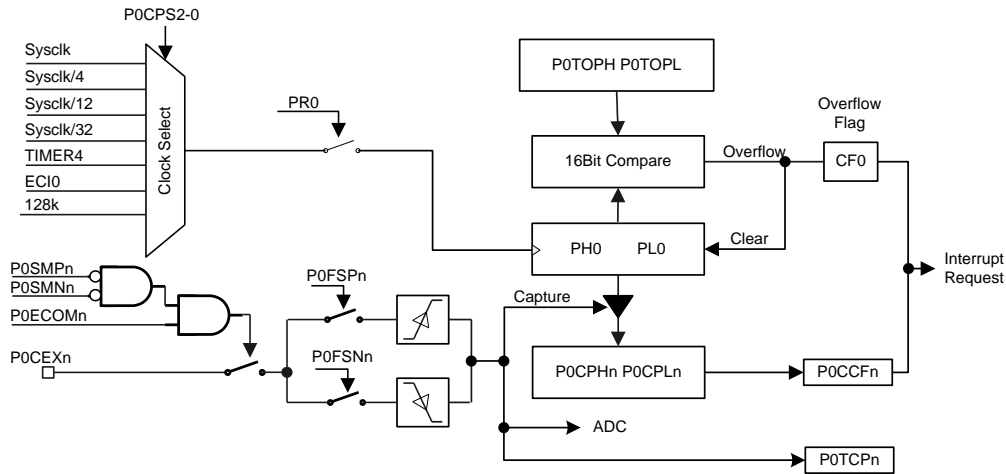 P0CPS2-0
Sysclk
Sysclk/4
Sysclk/12
Sysclk/32
TIMER4
ECI0
128k
Clock Select
PR0
P0TOPH P0TOPL
16Bit Compare
Overflow
Overflow
Flag
CF0
PH0 PL0
Clear
Interrupt
Request
P0SMPn
P0SMNn
P0ECOMn
P0CEXn
P0FSPn
P0FSNn
Capture
P0CPHn P0CPLn
P0CCFn
ADC
P0TCPn